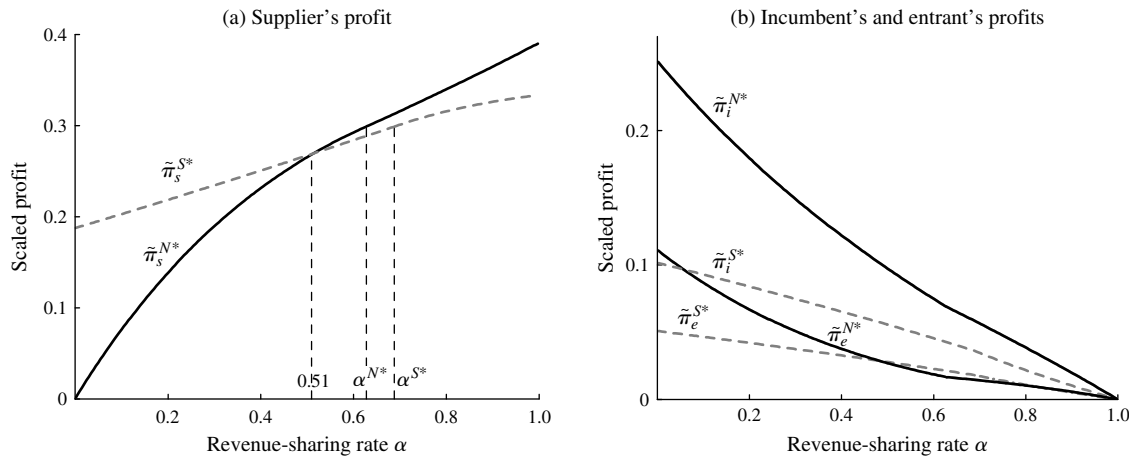 (a) Supplier's profit
0.4
0.3
0.2
0.1
0
Scaled profit
π̃ₛ^S*
π̃ₛ^N*
0.51
α^N*
α^S*
0.2
0.4
0.6
0.8
1.0
Revenue-sharing rate α
(b) Incumbent's and entrant's profits
0.2
0.1
0
Scaled profit
π̃ᵢ^N*
π̃ᵢ^S*
π̃ₑ^S*
π̃ₑ^N*
0.2
0.4
0.6
0.8
1.0
Revenue-sharing rate α